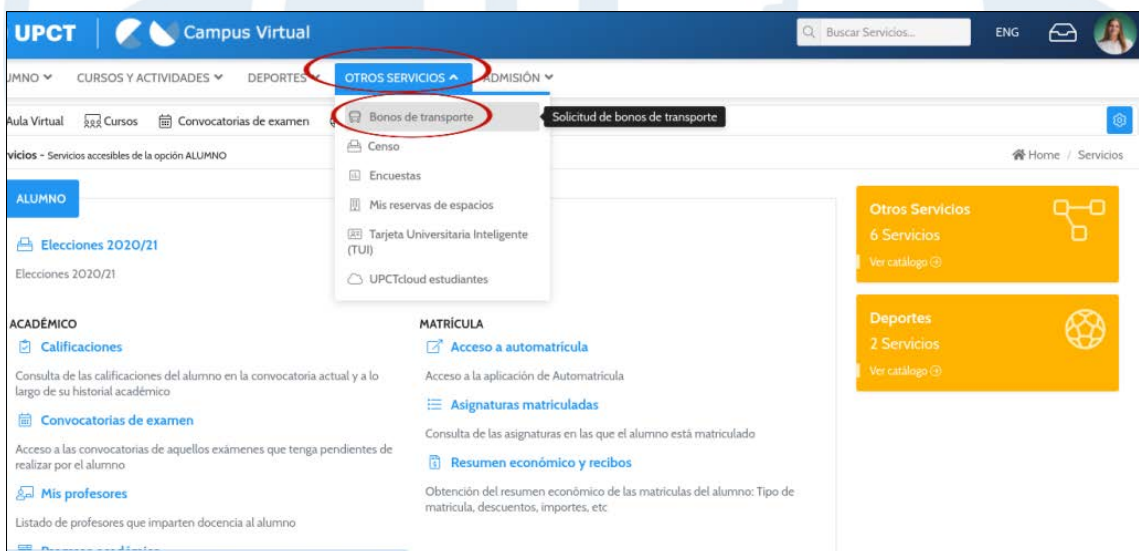 UPCT Campus Virtual Buscar Servicios... ENG
UMNO CURSOS Y ACTIVIDADES DEPORTES OTROS SERVICIOS ADMISIÓN
Aula Virtual Cursos Convocatorias de examen
Bonos de transporte
Solicitud de bonos de transporte
Censo
Encuestas
Mis reservas de espacios
Tarjeta Universitaria Inteligente
(TUI)
UPCTcloud estudiantes
vicios - Servicios accesibles de la opción ALUMNO
Home / Servicios
ALUMNO
Elecciones 2020/21
Elecciones 2020/21
ACADÉMICO
Calificaciones
Consulta de las calificaciones del alumno en la convocatoria actual y a lo
largo de su historial académico
Convocatorias de examen
Acceso a las convocatorias de aquellos exámenes que tenga pendientes de
realizar por el alumno
Mis profesores
Listado de profesores que imparten docencia al alumno
MATRÍCULA
Acceso a automatrícula
Acceso a la aplicación de Automatrícula
Asignaturas matriculadas
Consulta de las asignaturas en las que el alumno está matriculado
Resumen económico y recibos
Obtención del resumen económico de las matriculas del alumno: Tipo de
matricula, descuentos, importes, etc
Otros Servicios
6 Servicios
Ver catálogo
Deportes
2 Servicios
Ver catálogo